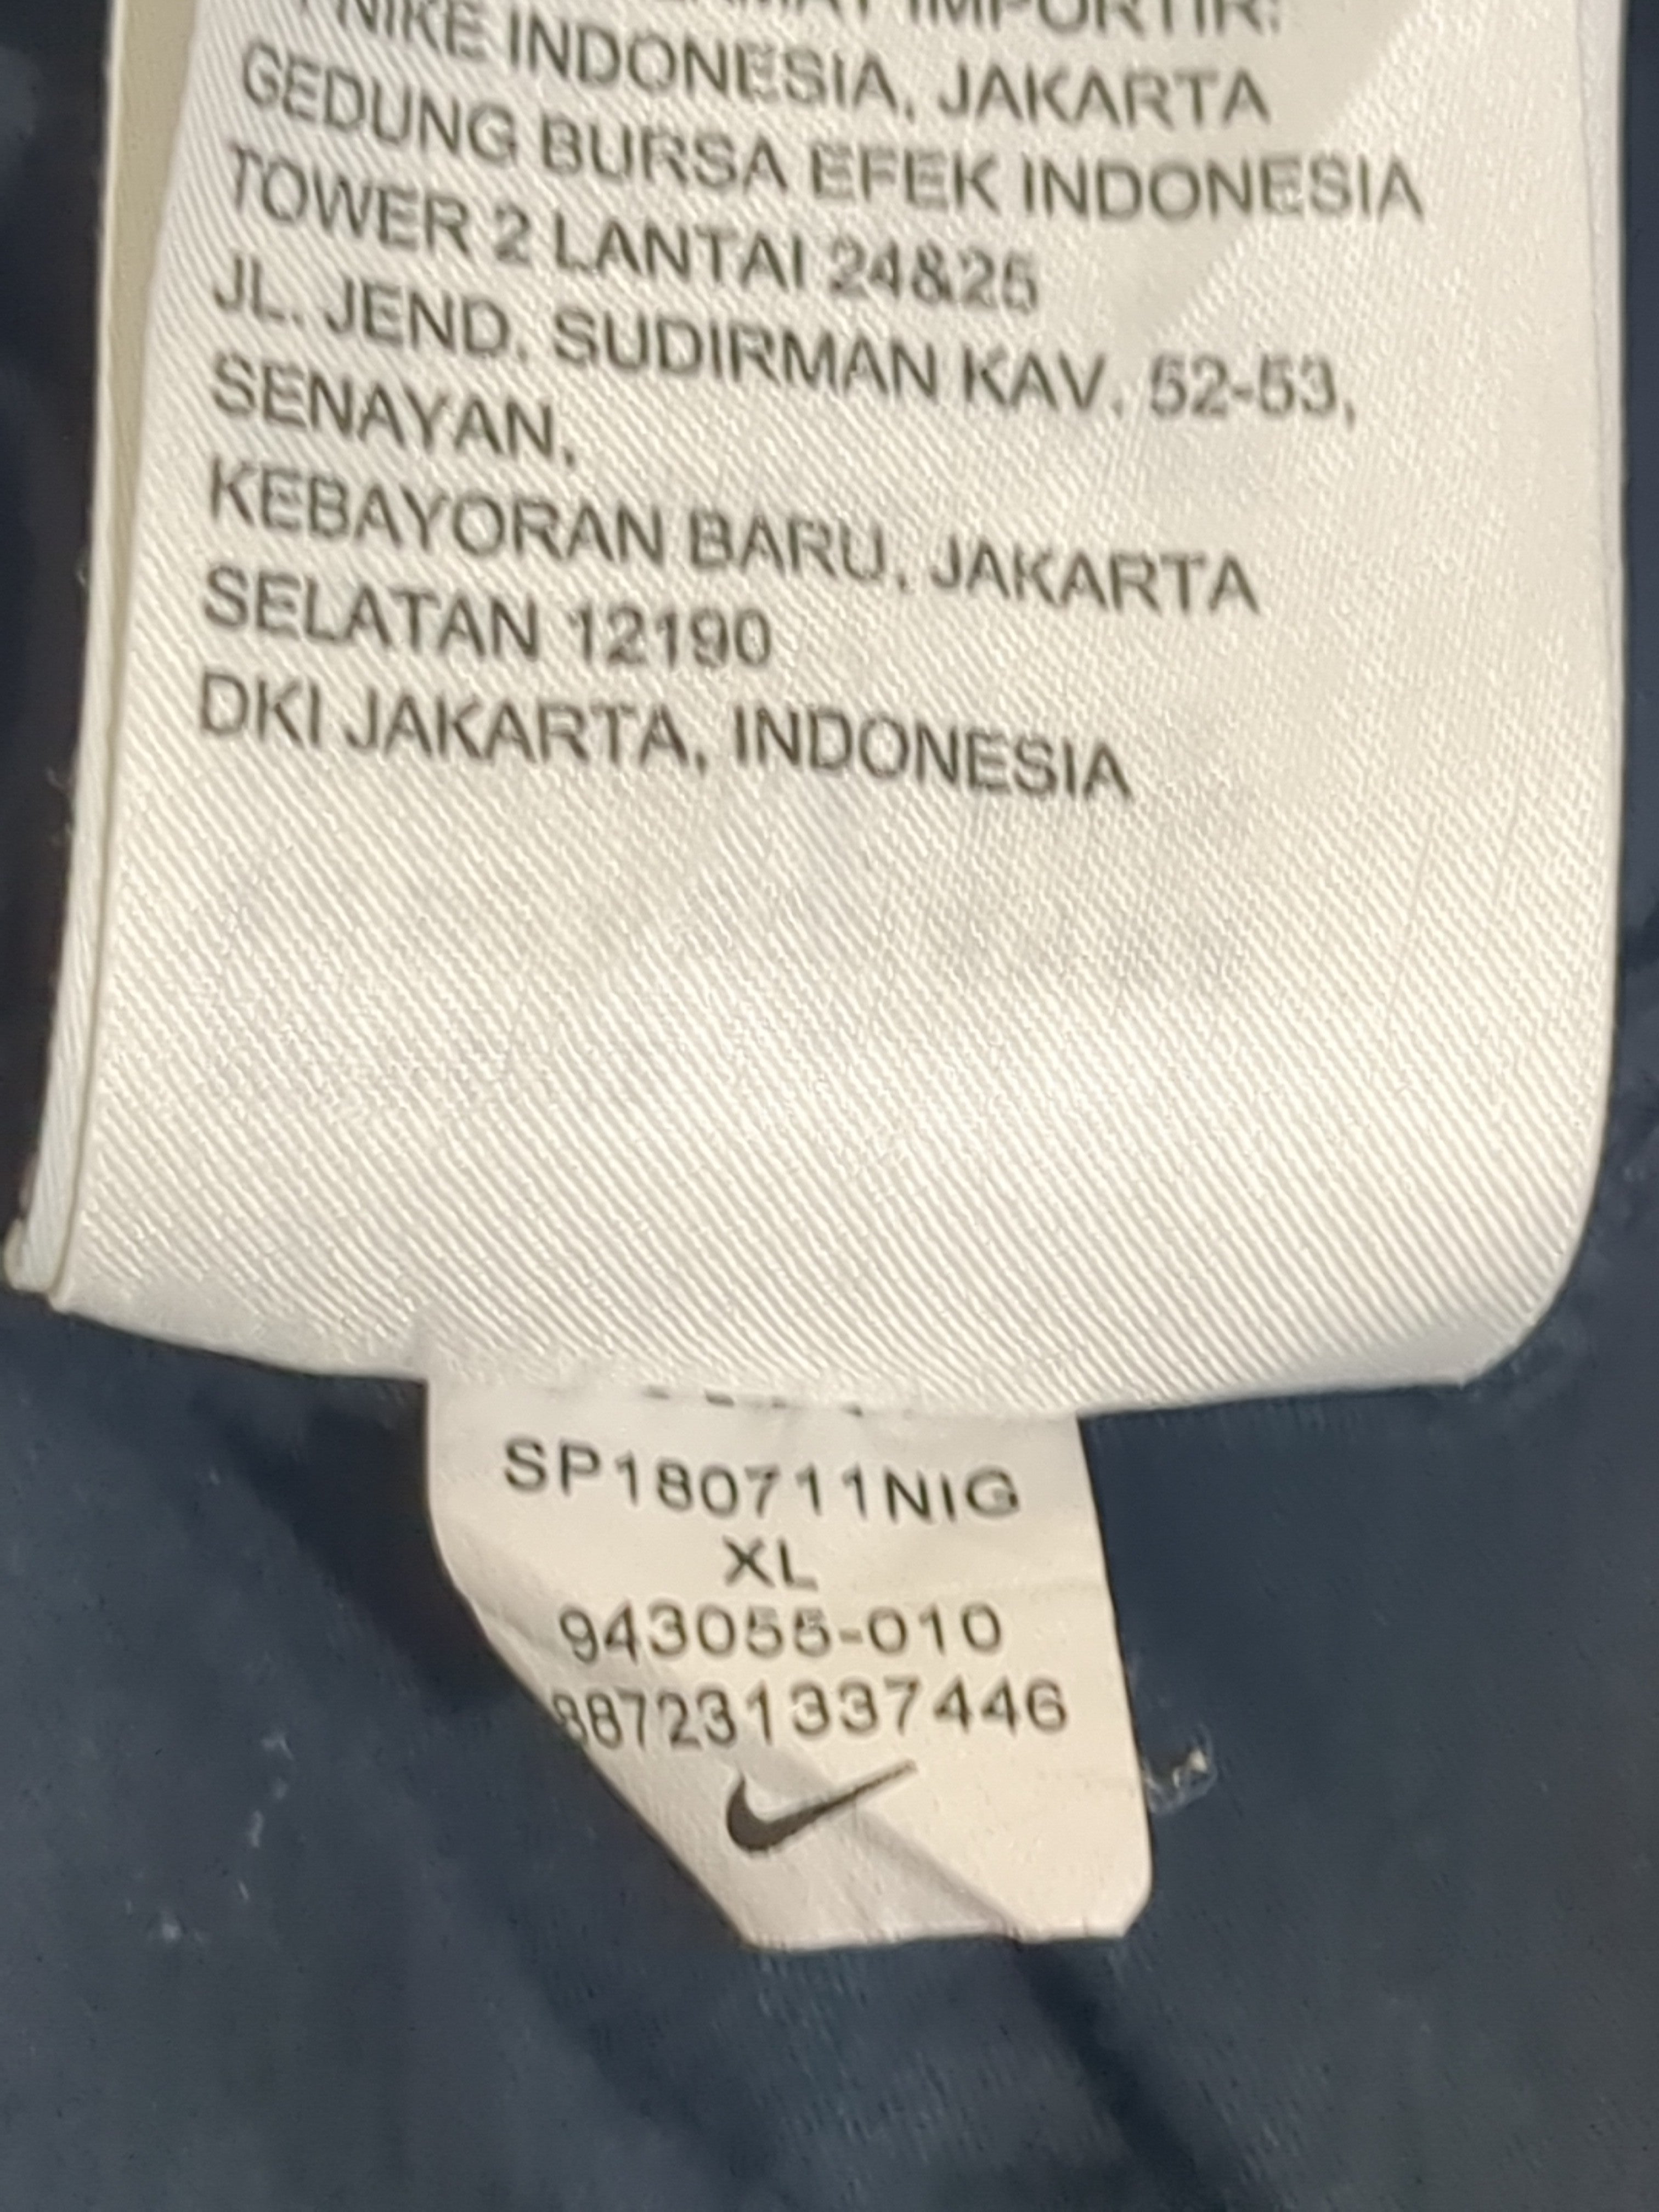 IMPORTIR:
NIKE INDONESIA, JAKARTA
GEDUNG BURSA EFEK INDONESIA
TOWER 2 LANTAI 24&25
JL. JEND. SUDIRMAN KAV. 52-53,
SENAYAN,
KEBAYORAN BARU, JAKARTA
SELATAN 12190
DKI JAKARTA, INDONESIA
SP180711NIG
XL
943055-010
887231337446